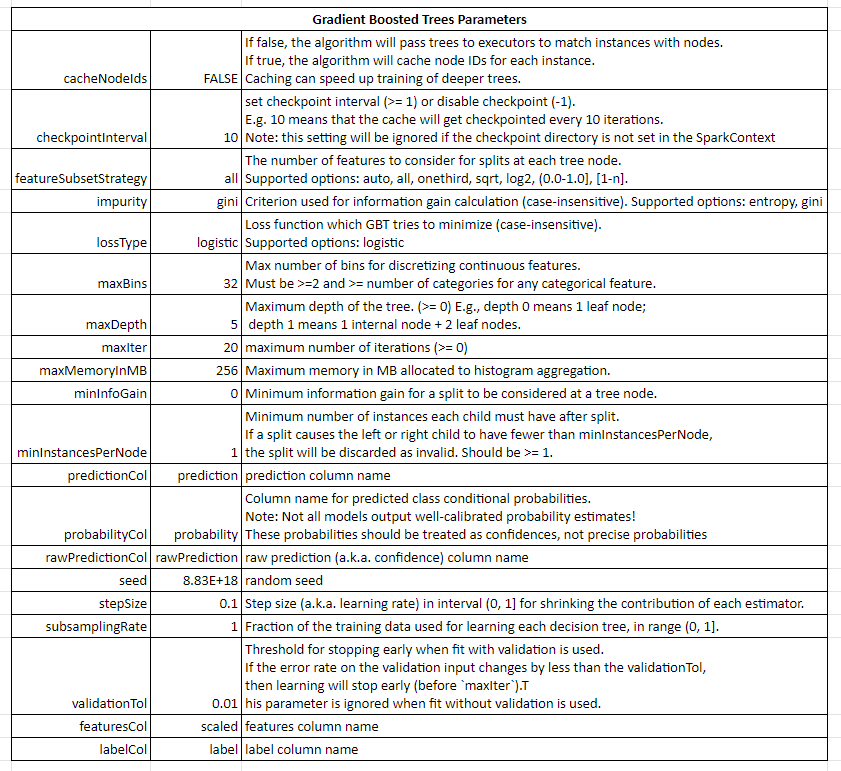 Gradient Boosted Trees Parameters
If false, the algorithm will pass trees to executors to match instances with nodes.
If true, the algorithm will cache node IDs for each instance.
cacheNodeIds FALSE Caching can speed up training of deeper trees.
set checkpoint interval (>= 1) or disable checkpoint (-1).
E.g. 10 means that the cache will get checkpointed every 10 iterations.
checkpointInterval 10 Note: this setting will be ignored if the checkpoint directory is not set in the SparkContext
The number of features to consider for splits at each tree node.
featureSubsetStrategy all Supported options: auto, all, onethird, sqrt, log2, (0.0-1.0], [1-n].
impurity gini Criterion used for information gain calculation (case-insensitive). Supported options: entropy, gini
Loss function which GBT tries to minimize (case-insensitive).
lossType logistic Supported options: logistic
Max number of bins for discretizing continuous features.
maxBins 32 Must be >=2 and >= number of categories for any categorical feature.
Maximum depth of the tree. (>= 0) E.g., depth 0 means 1 leaf node;
maxDepth 5 depth 1 means 1 internal node + 2 leaf nodes.
maxIter 20 maximum number of iterations (>= 0)
maxMemoryInMB 256 Maximum memory in MB allocated to histogram aggregation.
minInfoGain 0 Minimum information gain for a split to be considered at a tree node.
Minimum number of instances each child must have after split.
If a split causes the left or right child to have fewer than minInstancesPerNode,
minInstancesPerNode 1 the split will be discarded as invalid. Should be >= 1.
predictionCol prediction prediction column name
Column name for predicted class conditional probabilities.
Note: Not all models output well-calibrated probability estimates!
probabilityCol probability These probabilities should be treated as confidences, not precise probabilities
rawPredictionCol rawPrediction raw prediction (a.k.a. confidence) column name
seed 8.83E+18 random seed
stepSize 0.1 Step size (a.k.a. learning rate) in interval (0, 1] for shrinking the contribution of each estimator.
subsamplingRate 1 Fraction of the training data used for learning each decision tree, in range (0, 1].
Threshold for stopping early when fit with validation is used.
If the error rate on the validation input changes by less than the validationTol,
then learning will stop early (before `maxIter`).T
validationTol 0.01 his parameter is ignored when fit without validation is used.
featuresCol scaled features column name
labelCol label label column name